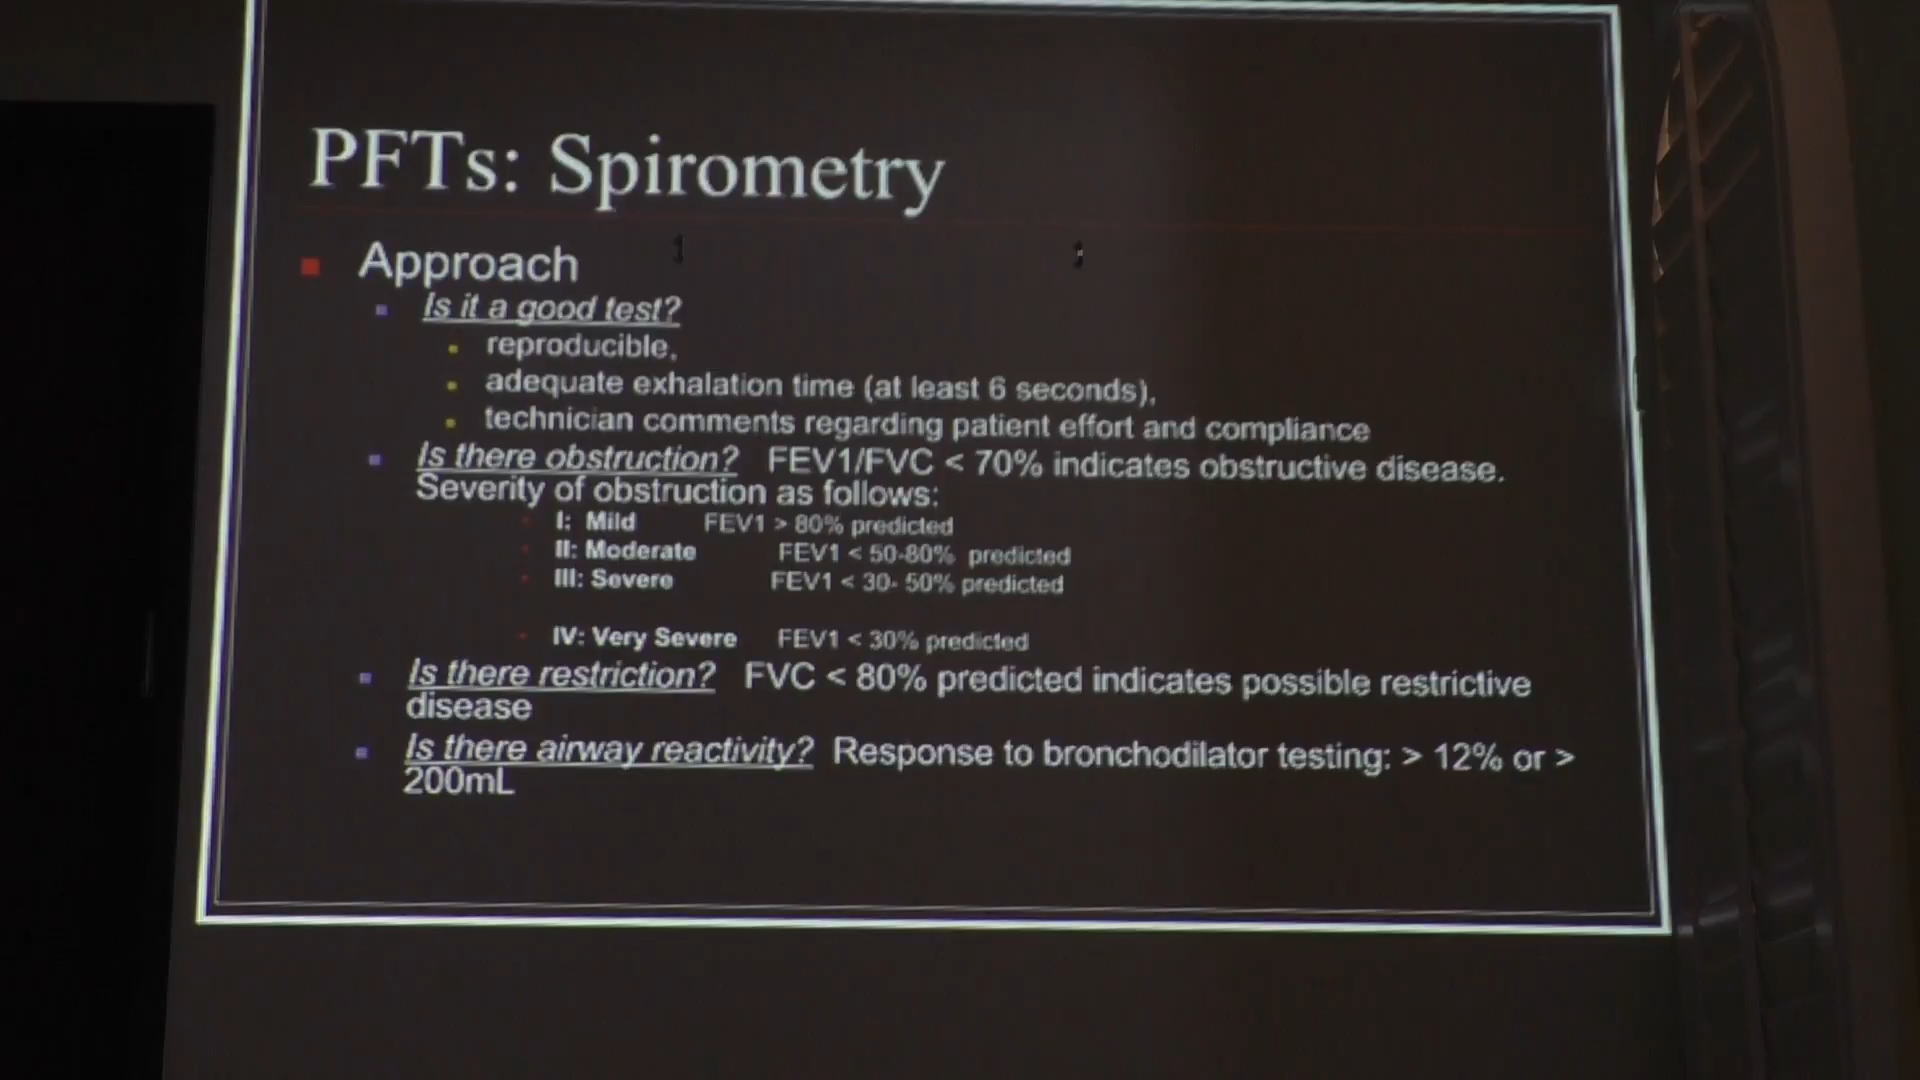 PFTs: Spirometry
Approach
Is it a good test?
reproducible,
adequate exhalation time (at least 6 seconds),
technician comments regarding patient effort and compliance
Is there obstruction? FEV1/FVC < 70% indicates obstructive disease.
Severity of obstruction as follows:
I: Mild FEV1 > 80% predicted
II: Moderate FEV1 < 50-80% predicted
III: Severe FEV1 < 30- 50% predicted
IV: Very Severe FEV1 < 30% predicted
Is there restriction? FVC < 80% predicted indicates possible restrictive
disease
Is there airway reactivity? Response to bronchodilator testing: > 12% or >
200mL